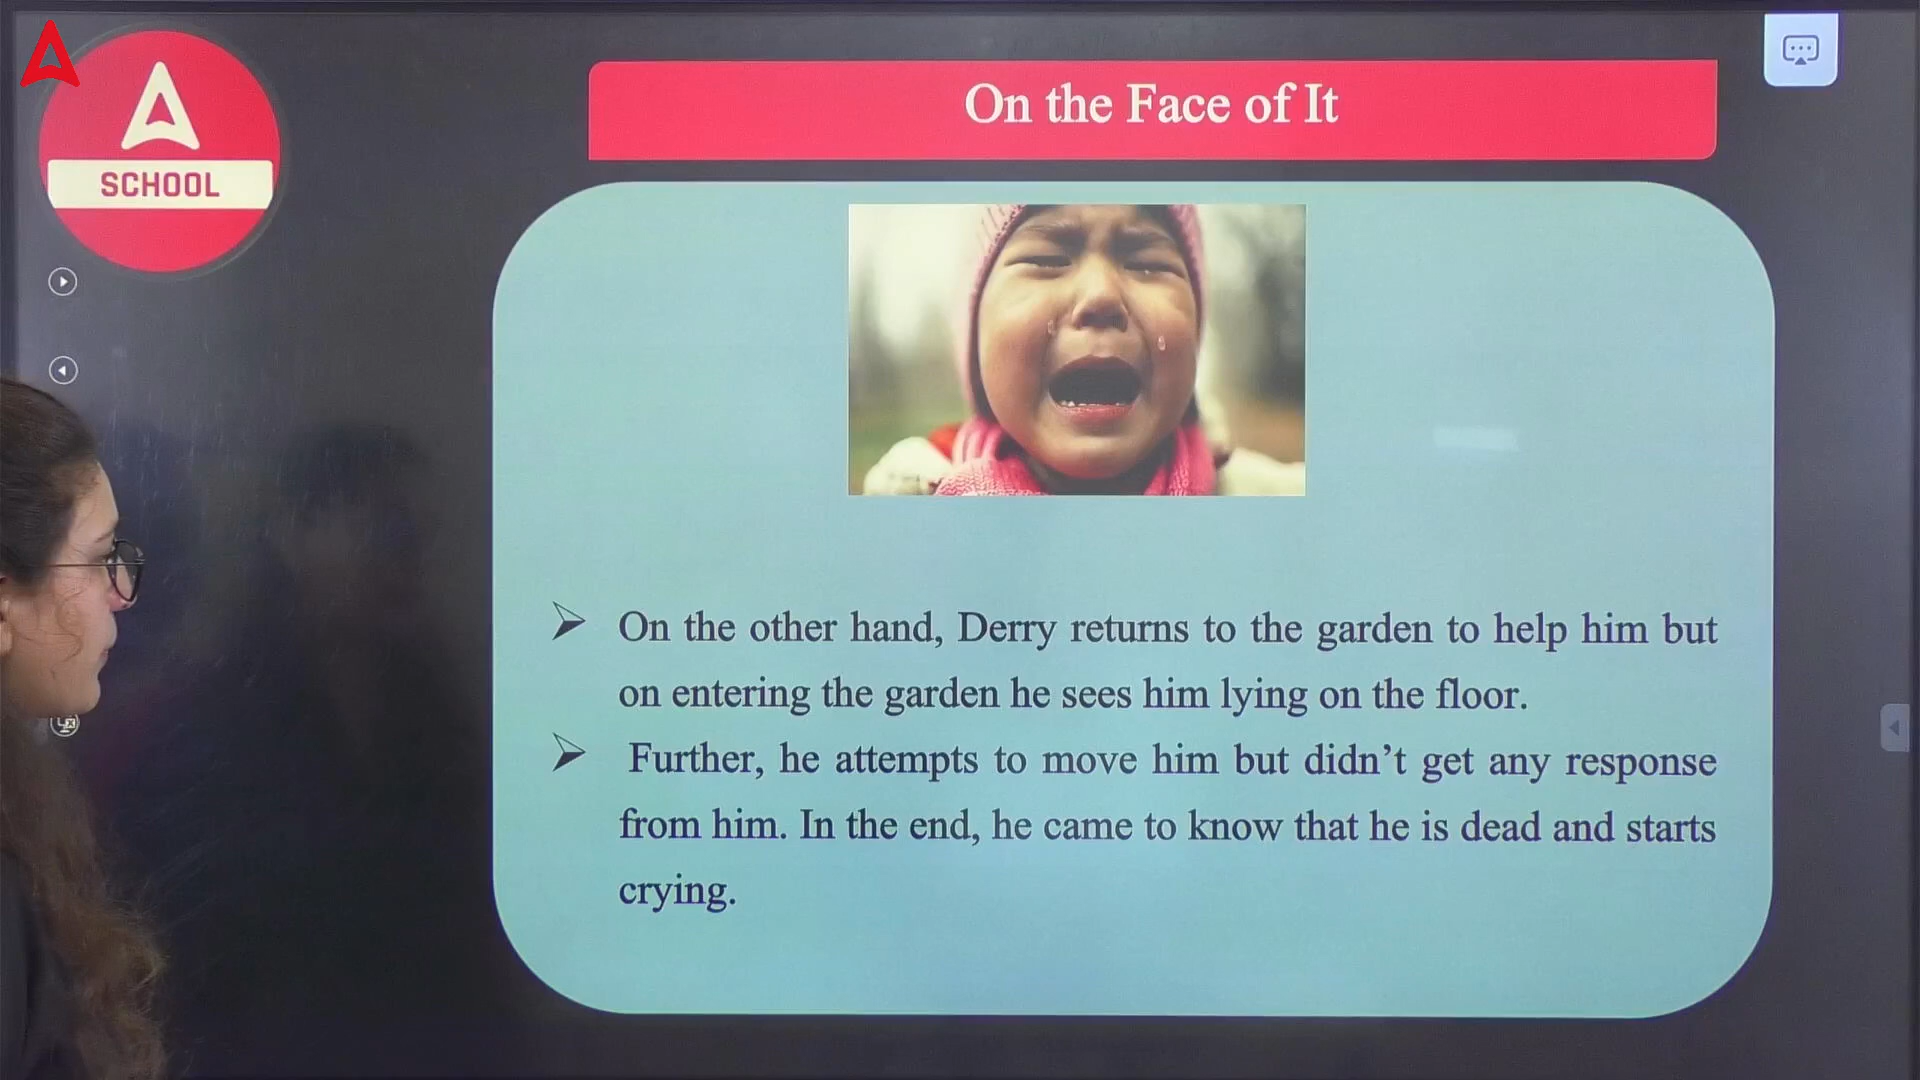 SCHOOL
On the Face of It
On the other hand, Derry returns to the garden to help him but
on entering the garden he sees him lying on the floor.
Further, he attempts to move him but didn’t get any response
from him. In the end, he came to know that he is dead and starts
crying.